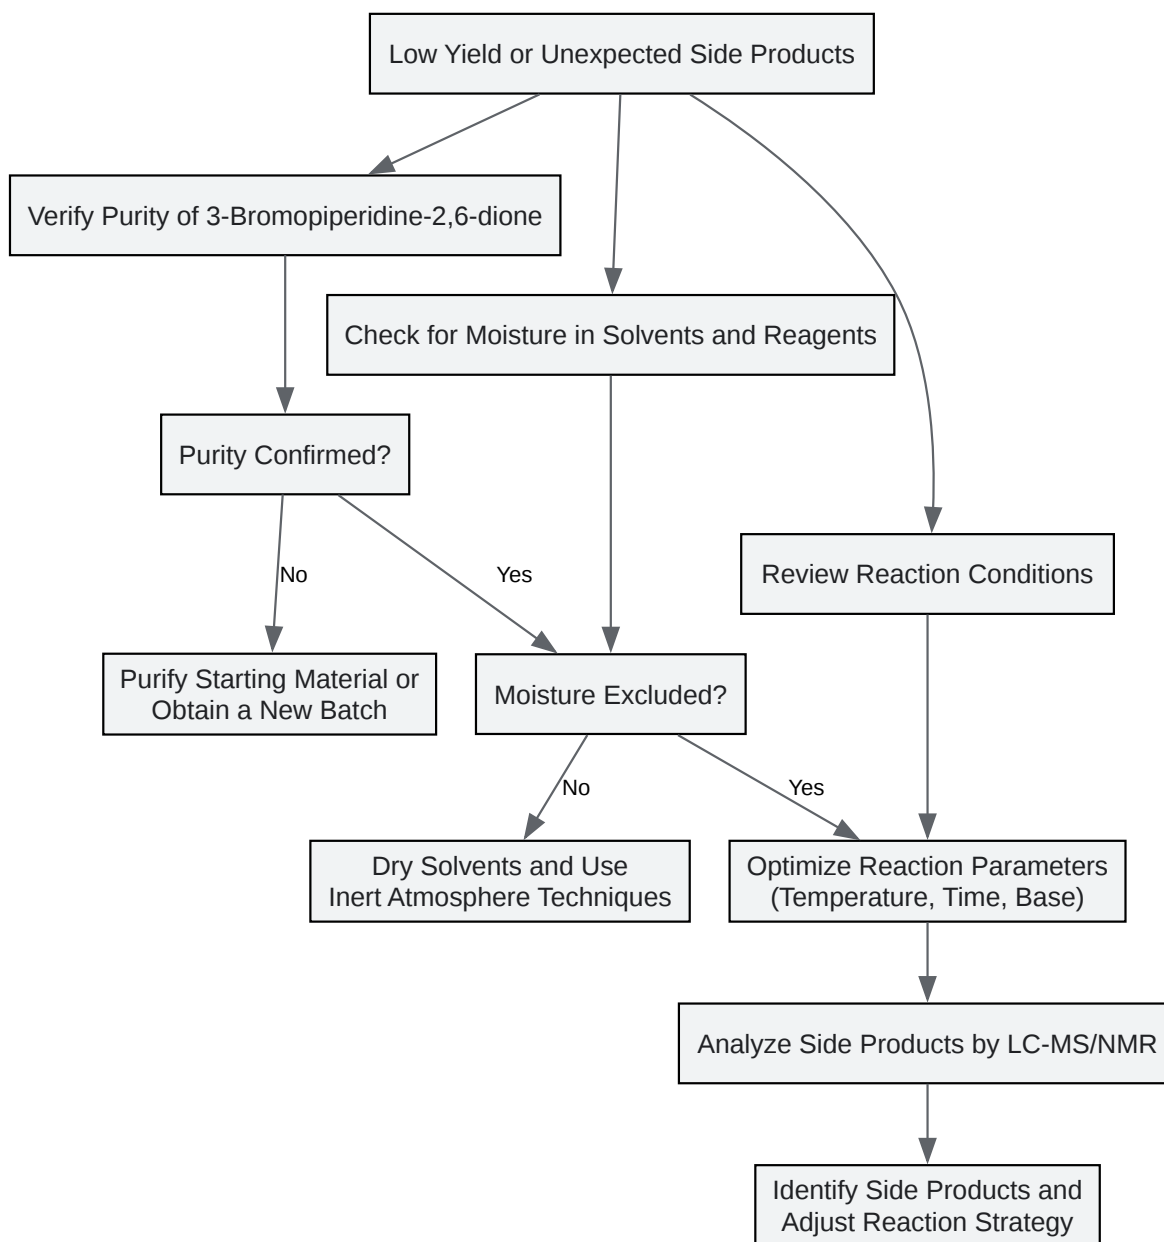 Low Yield or Unexpected Side Products
Verify Purity of 3-Bromopiperidine-2,6-dione
Check for Moisture in Solvents and Reagents
Purity Confirmed?
Review Reaction Conditions
No
Yes
Purify Starting Material or
Obtain a New Batch
Moisture Excluded?
No
Yes
Dry Solvents and Use
Inert Atmosphere Techniques
Optimize Reaction Parameters
(Temperature, Time, Base)
Analyze Side Products by LC-MS/NMR
Identify Side Products and
Adjust Reaction Strategy